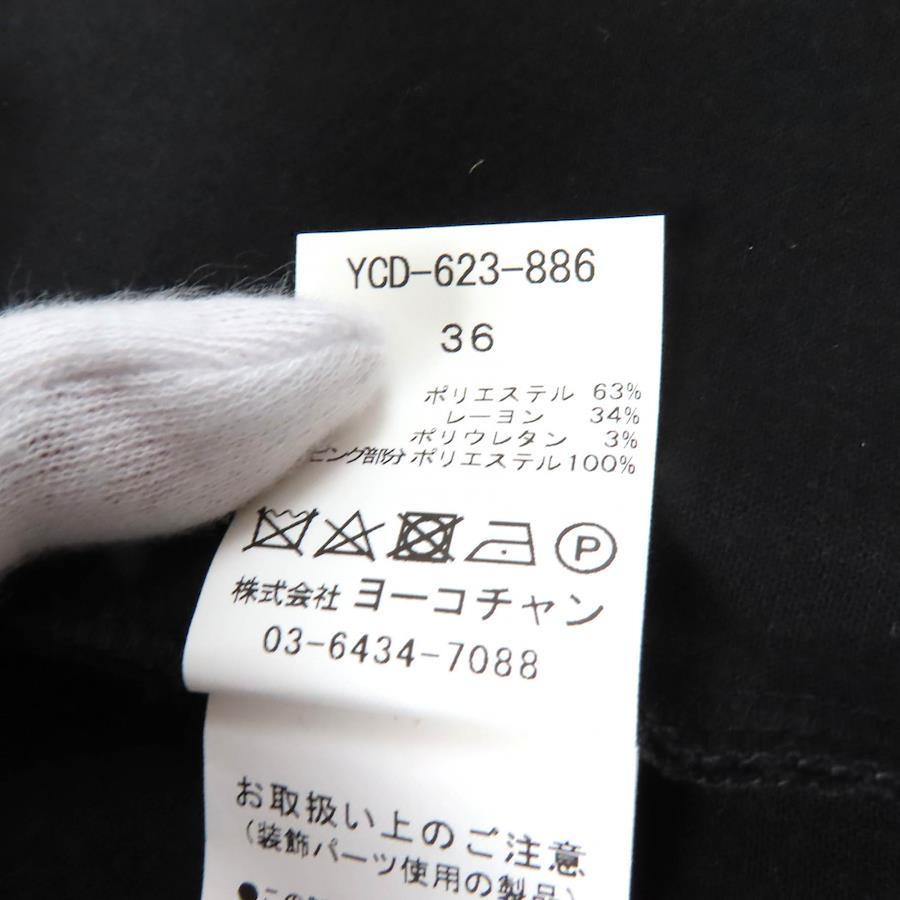 YCD-623-886
36
ポリエステル 63%
レーヨン 34%
ポリウレタン 3%
ピング部分 ポリエステル100%
P
株式会社 ヨーコチャン
03-6434-7088
お取扱い上のご注意
(装飾パーツ使用の製品)
●この